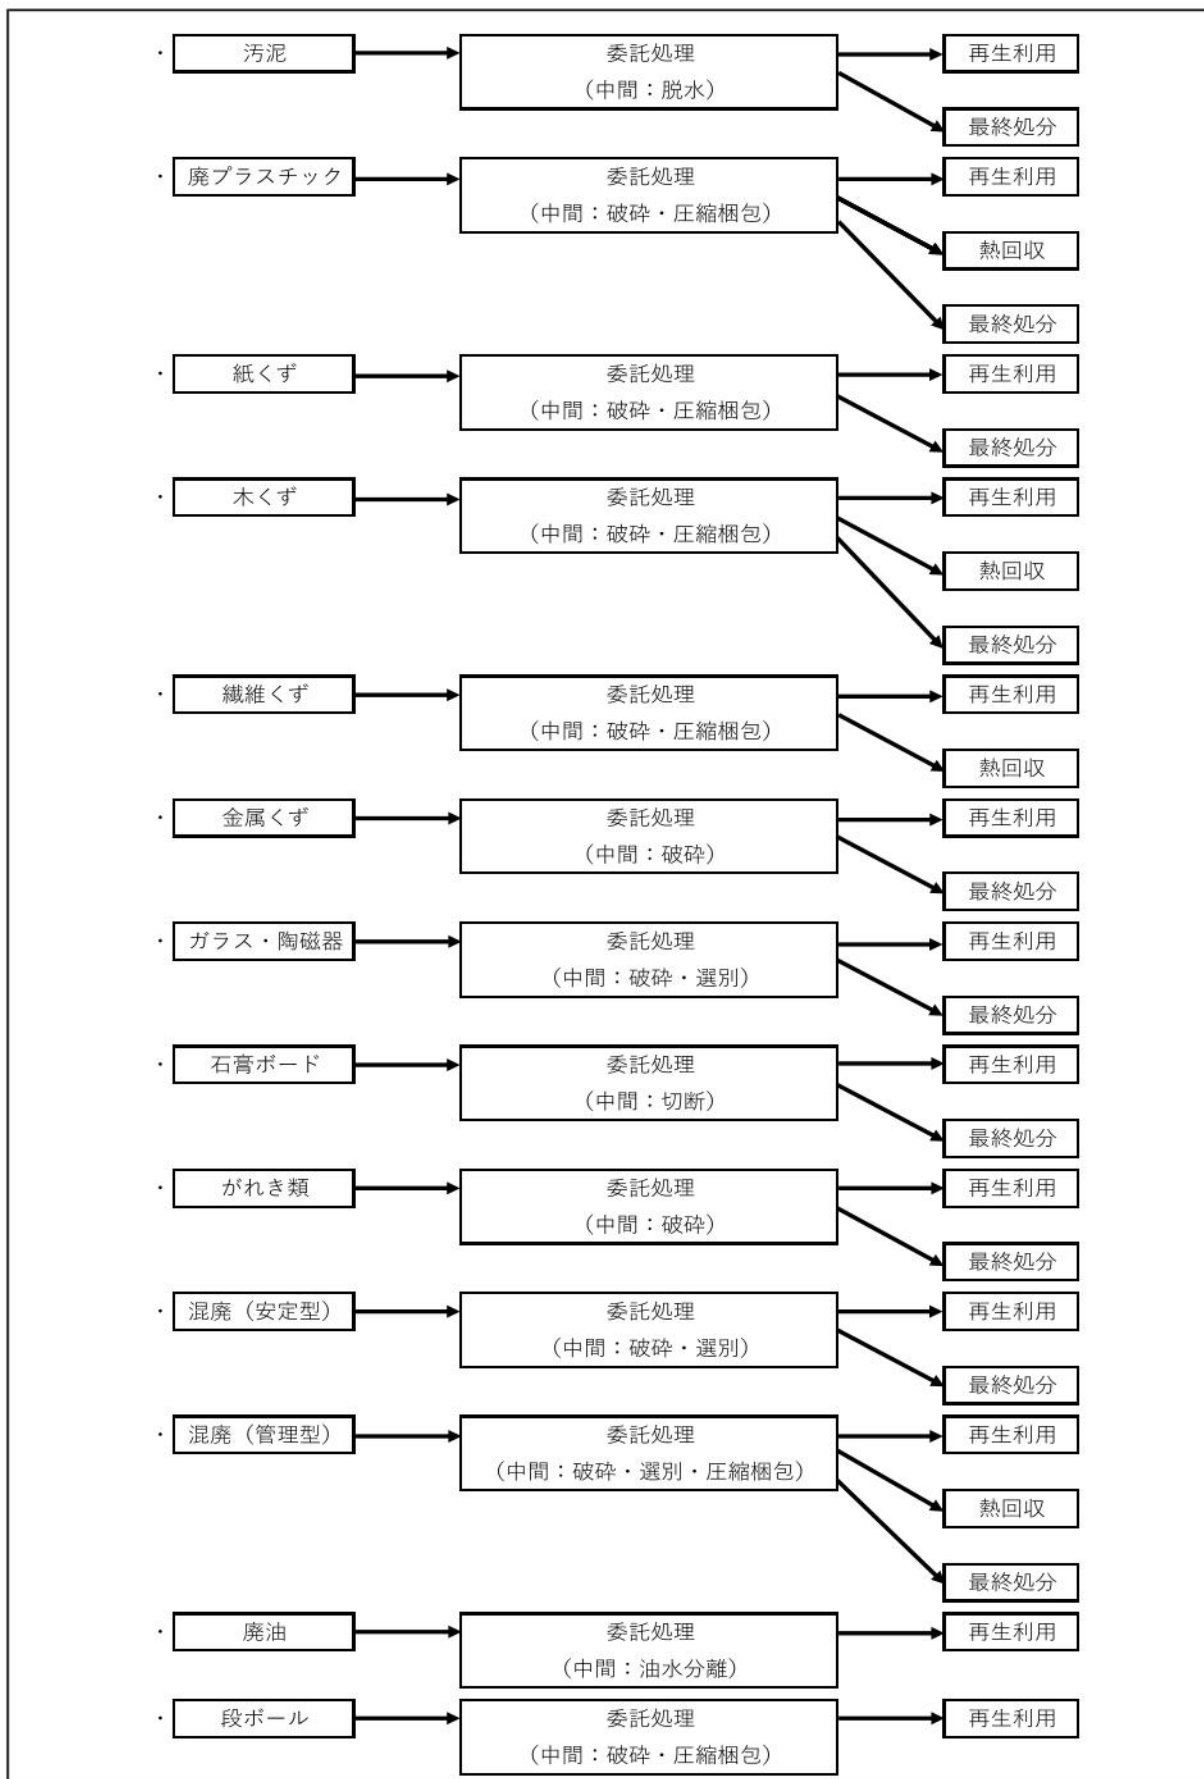 ・ 汚泥 委託処理 再生利用
（中間：脱水）
最終処分
・ 廃プラスチック 委託処理 再生利用
（中間：破砕・圧縮梱包）
熱回収
最終処分
・ 紙くず 委託処理 再生利用
（中間：破砕・圧縮梱包）
最終処分
・ 木くず 委託処理 再生利用
（中間：破砕・圧縮梱包）
熱回収
最終処分
・ 繊維くず 委託処理 再生利用
（中間：破砕・圧縮梱包）
熱回収
・ 金属くず 委託処理 再生利用
（中間：破砕）
最終処分
・ ガラス・陶磁器 委託処理 再生利用
（中間：破砕・選別）
最終処分
・ 石膏ボード 委託処理 再生利用
（中間：切断）
最終処分
・ がれき類 委託処理 再生利用
（中間：破砕）
最終処分
・ 混廃（安定型） 委託処理 再生利用
（中間：破砕・選別）
最終処分
・ 混廃（管理型） 委託処理 再生利用
（中間：破砕・選別・圧縮梱包）
熱回収
最終処分
・ 廃油 委託処理 再生利用
（中間：油水分離）
・ 段ボール 委託処理 再生利用
（中間：破砕・圧縮梱包）